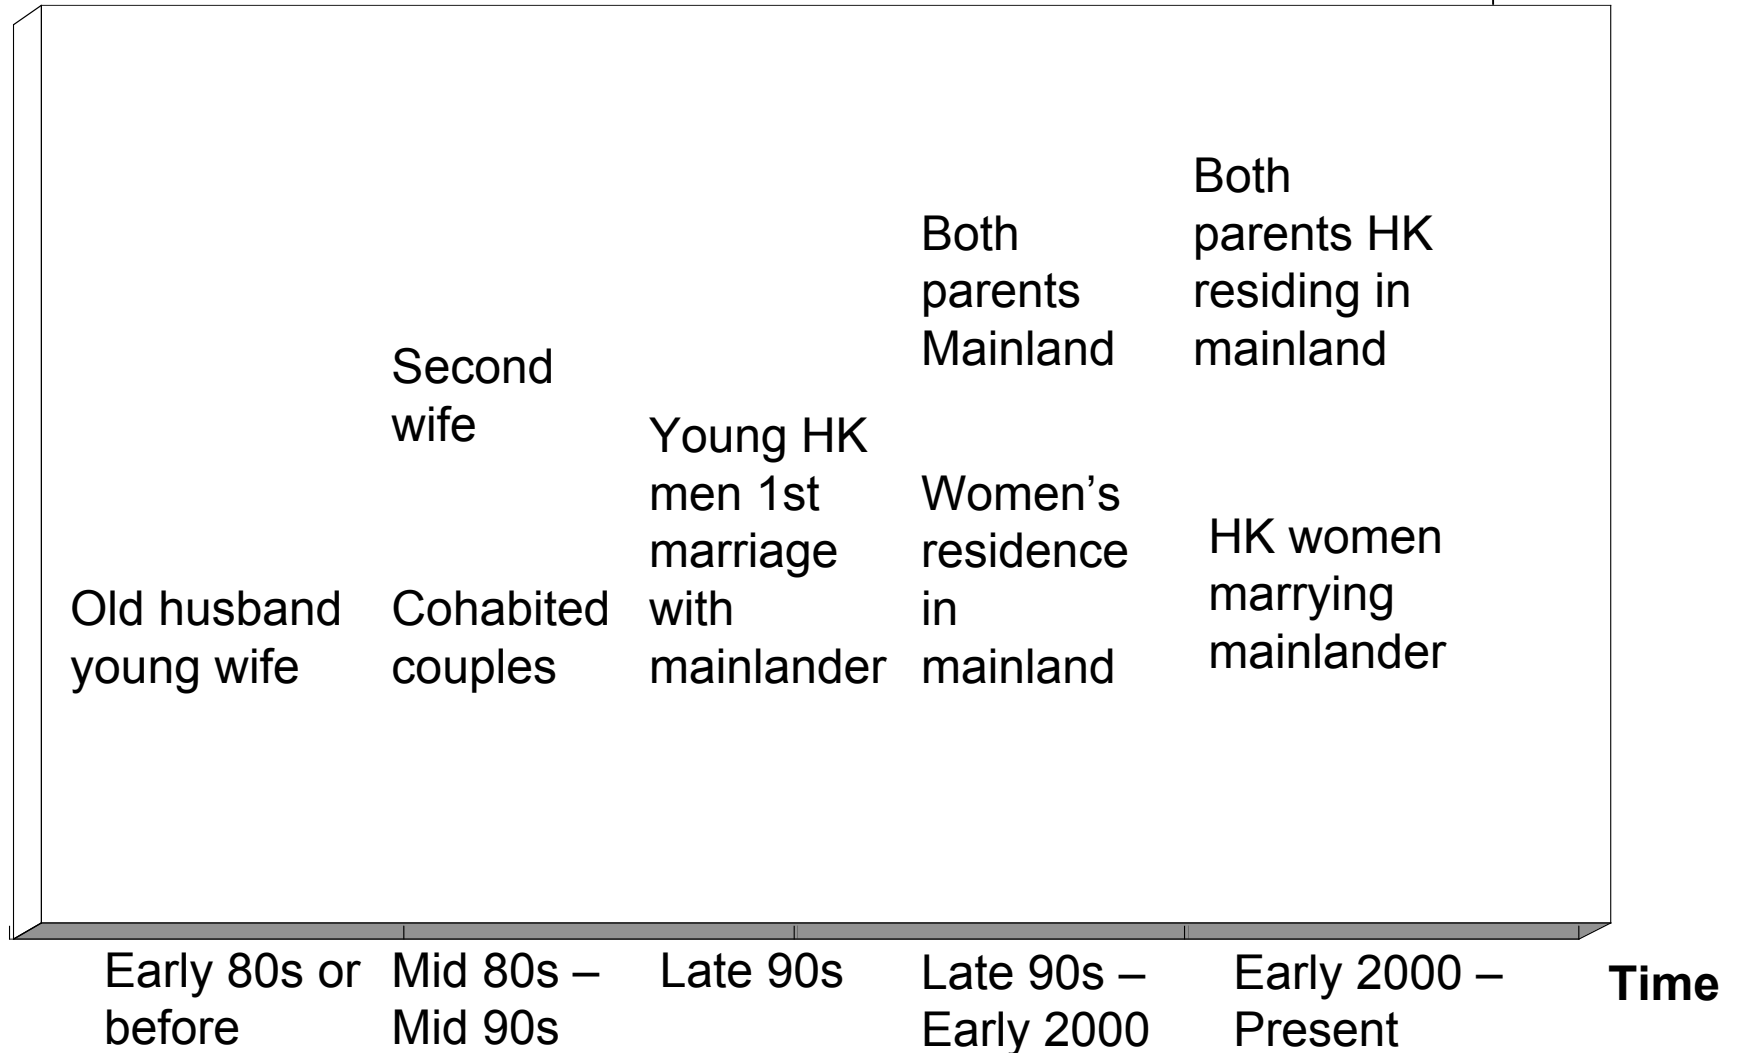 Old husband
young wife
Second
wife
Cohabited
couples
Young HK
men 1st
marriage
with
mainlander
Both
parents
Mainland
Women’s
residence
in
mainland
Both
parents HK
residing in
mainland
HK women
marrying
mainlander
Early 80s or
before
Mid 80s –
Mid 90s
Late 90s
Late 90s –
Early 2000
Early 2000 –
Present
Time